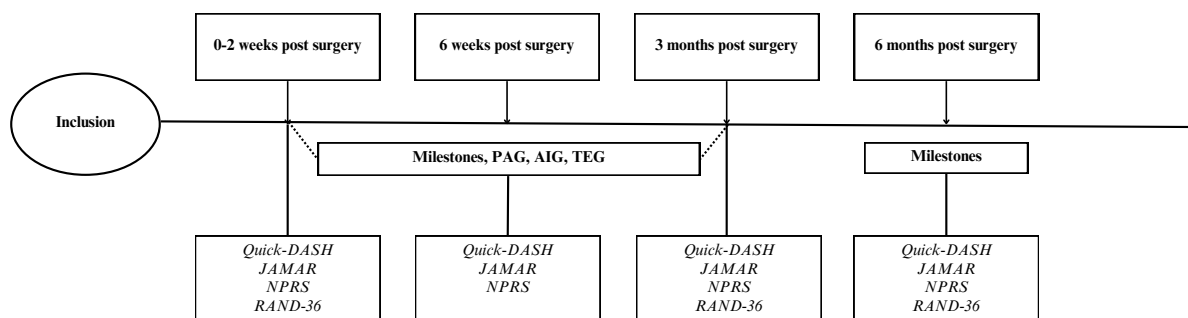 0-2 weeks post surgery
6 weeks post surgery
3 months post surgery
6 months post surgery
Inclusion
Milestones, PAG, AIG, TEG
Milestones
Quick-DASH
JAMAR
NPRS
RAND-36
Quick-DASH
JAMAR
NPRS
Quick-DASH
JAMAR
NPRS
RAND-36
Quick-DASH
JAMAR
NPRS
RAND-36